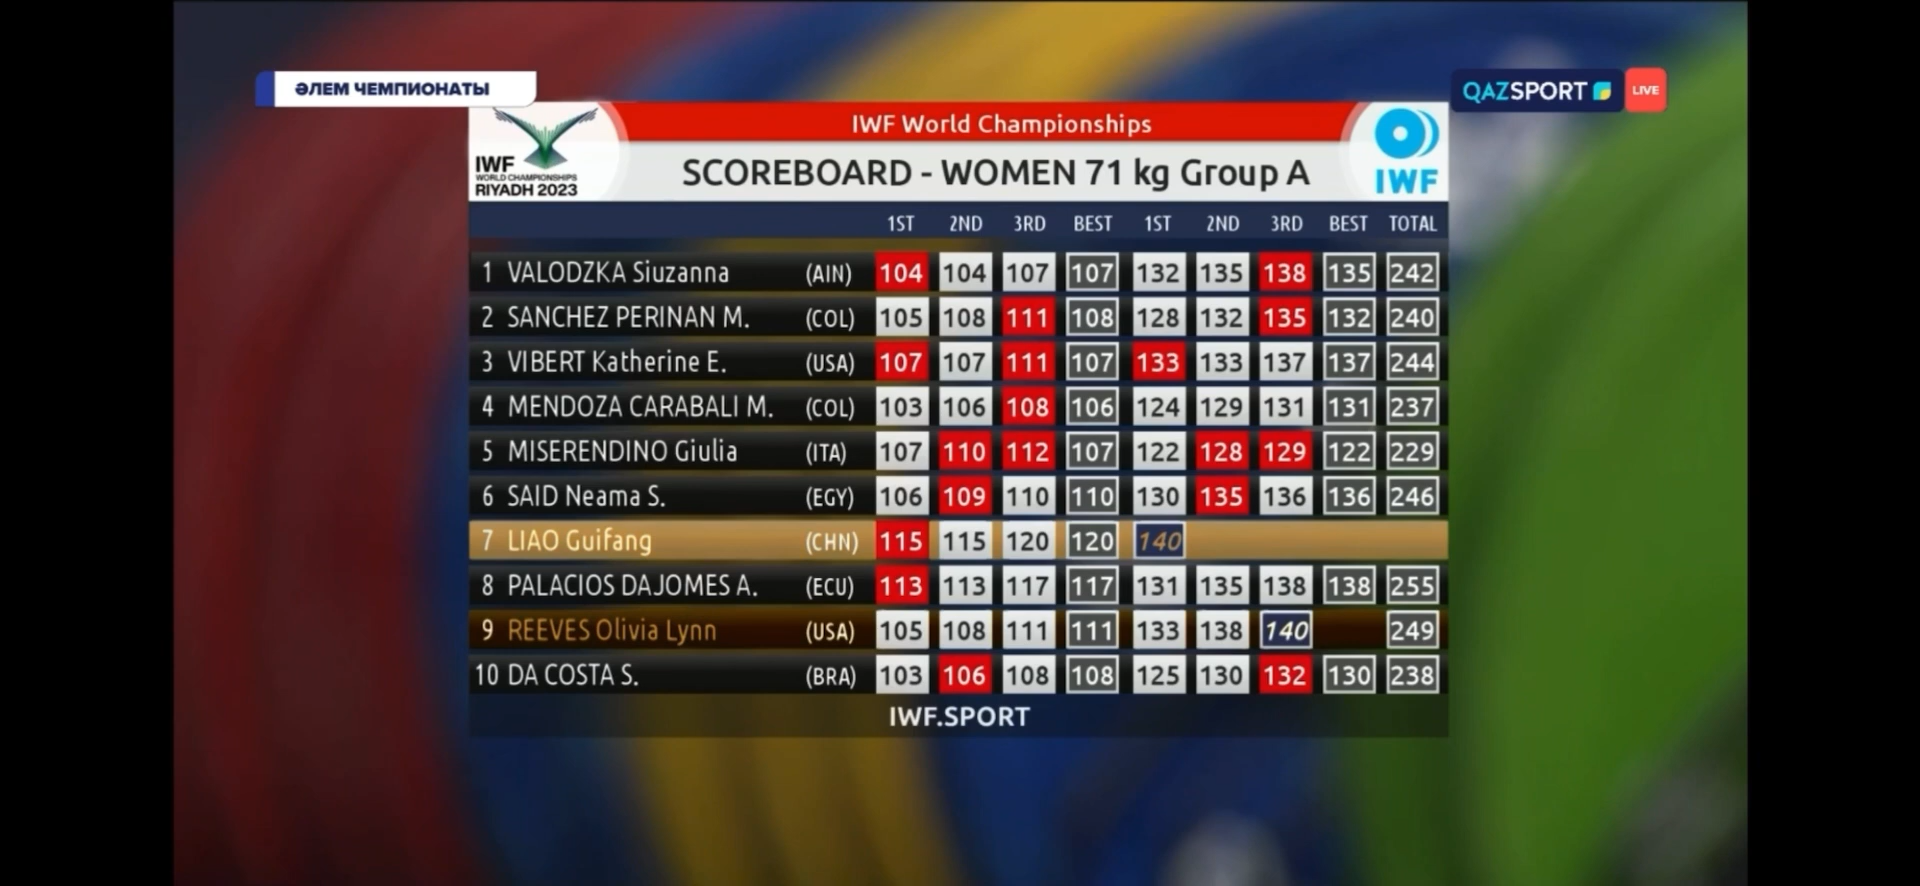 ӘЛЕМ ЧЕМПИОНАТЫ
QAZSPORT LIVE
IWF World Championships
IWF
WORLD CHAMPIONSHIPS
RIYADH 2023
SCOREBOARD - WOMEN 71 kg Group A
IWF
1ST 2ND 3RD BEST 1ST 2ND 3RD BEST TOTAL
1 VALODZKA Siuzanna (AIN) 104 104 107 107 132 135 138 135 242
2 SANCHEZ PERINAN M. (COL) 105 108 111 108 128 132 135 132 240
3 VIBERT Katherine E. (USA) 107 107 111 107 133 133 137 137 244
4 MENDOZA CARABALI M. (COL) 103 106 108 106 124 129 131 131 237
5 MISERENDINO Giulia (ITA) 107 110 112 107 122 128 129 122 229
6 SAID Neama S. (EGY) 106 109 110 110 130 135 136 136 246
7 LIAO Guifang (CHN) 115 115 120 120 140
8 PALACIOS DAJOMES A. (ECU) 113 113 117 117 131 135 138 138 255
9 REEVES Olivia Lynn (USA) 105 108 111 111 133 138 140 249
10 DA COSTA S. (BRA) 103 106 108 108 125 130 132 130 238
IWF.SPORT